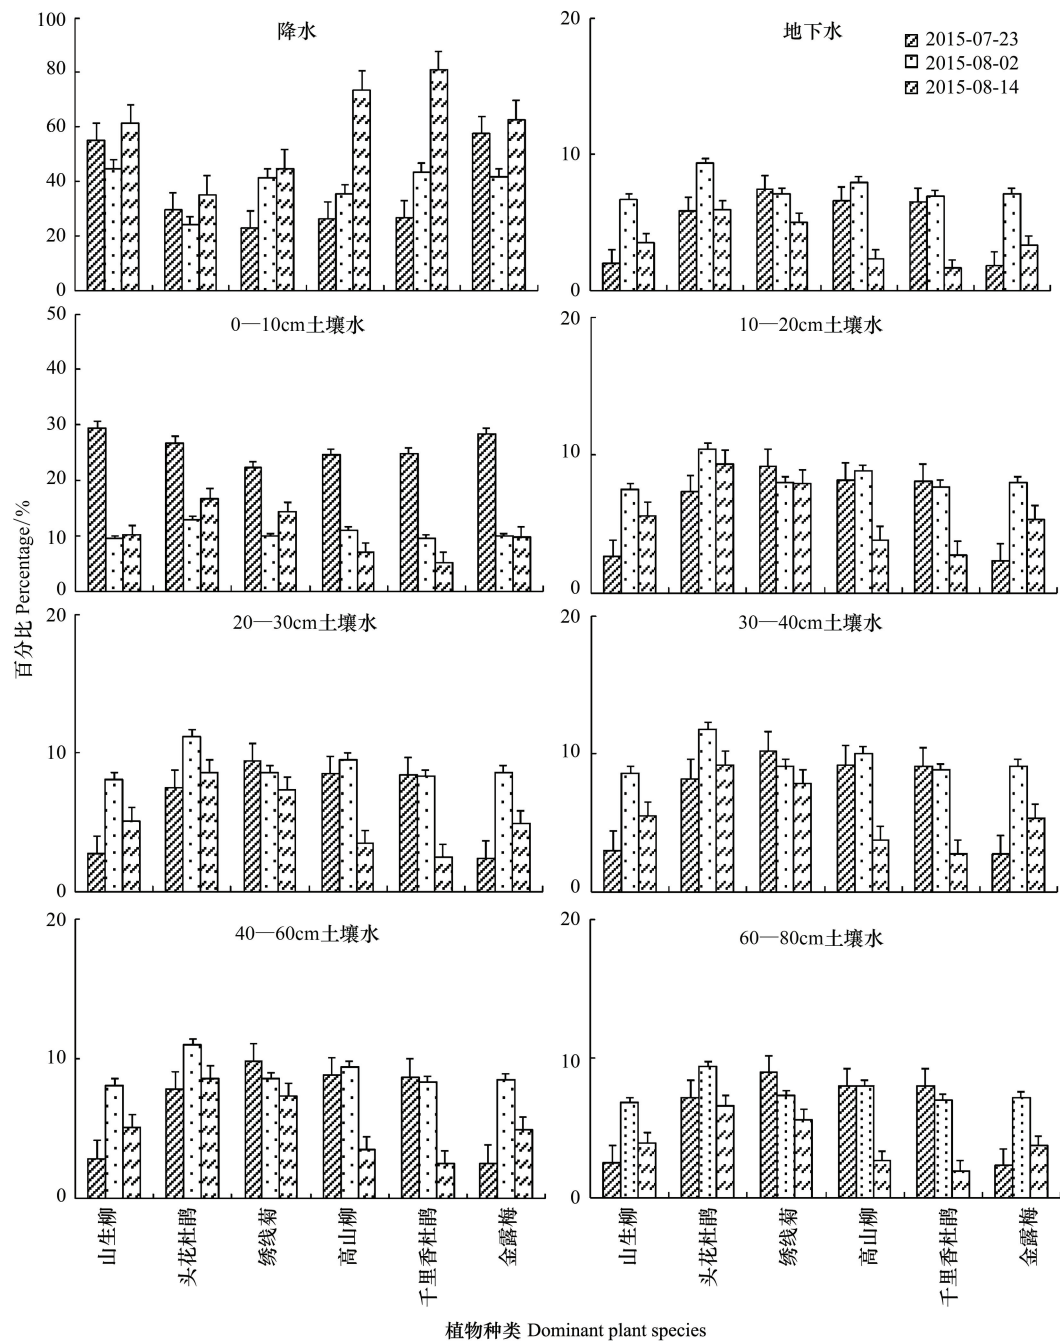 降水
100
80
60
40
20
0
地下水
2015-07-23
2015-08-02
2015-08-14
20
10
0
0—10cm土壤水
50
40
30
20
10
0
10—20cm土壤水
20
10
0
20—30cm土壤水
20
10
0
30—40cm土壤水
20
10
0
40—60cm土壤水
20
10
0
60—80cm土壤水
20
10
0
百分比 Percentage/%
山生柳
头花杜鹃
绣线菊
高山柳
千里香杜鹃
金露梅
山生柳
头花杜鹃
绣线菊
高山柳
千里香杜鹃
金露梅
植物种类 Dominant plant species